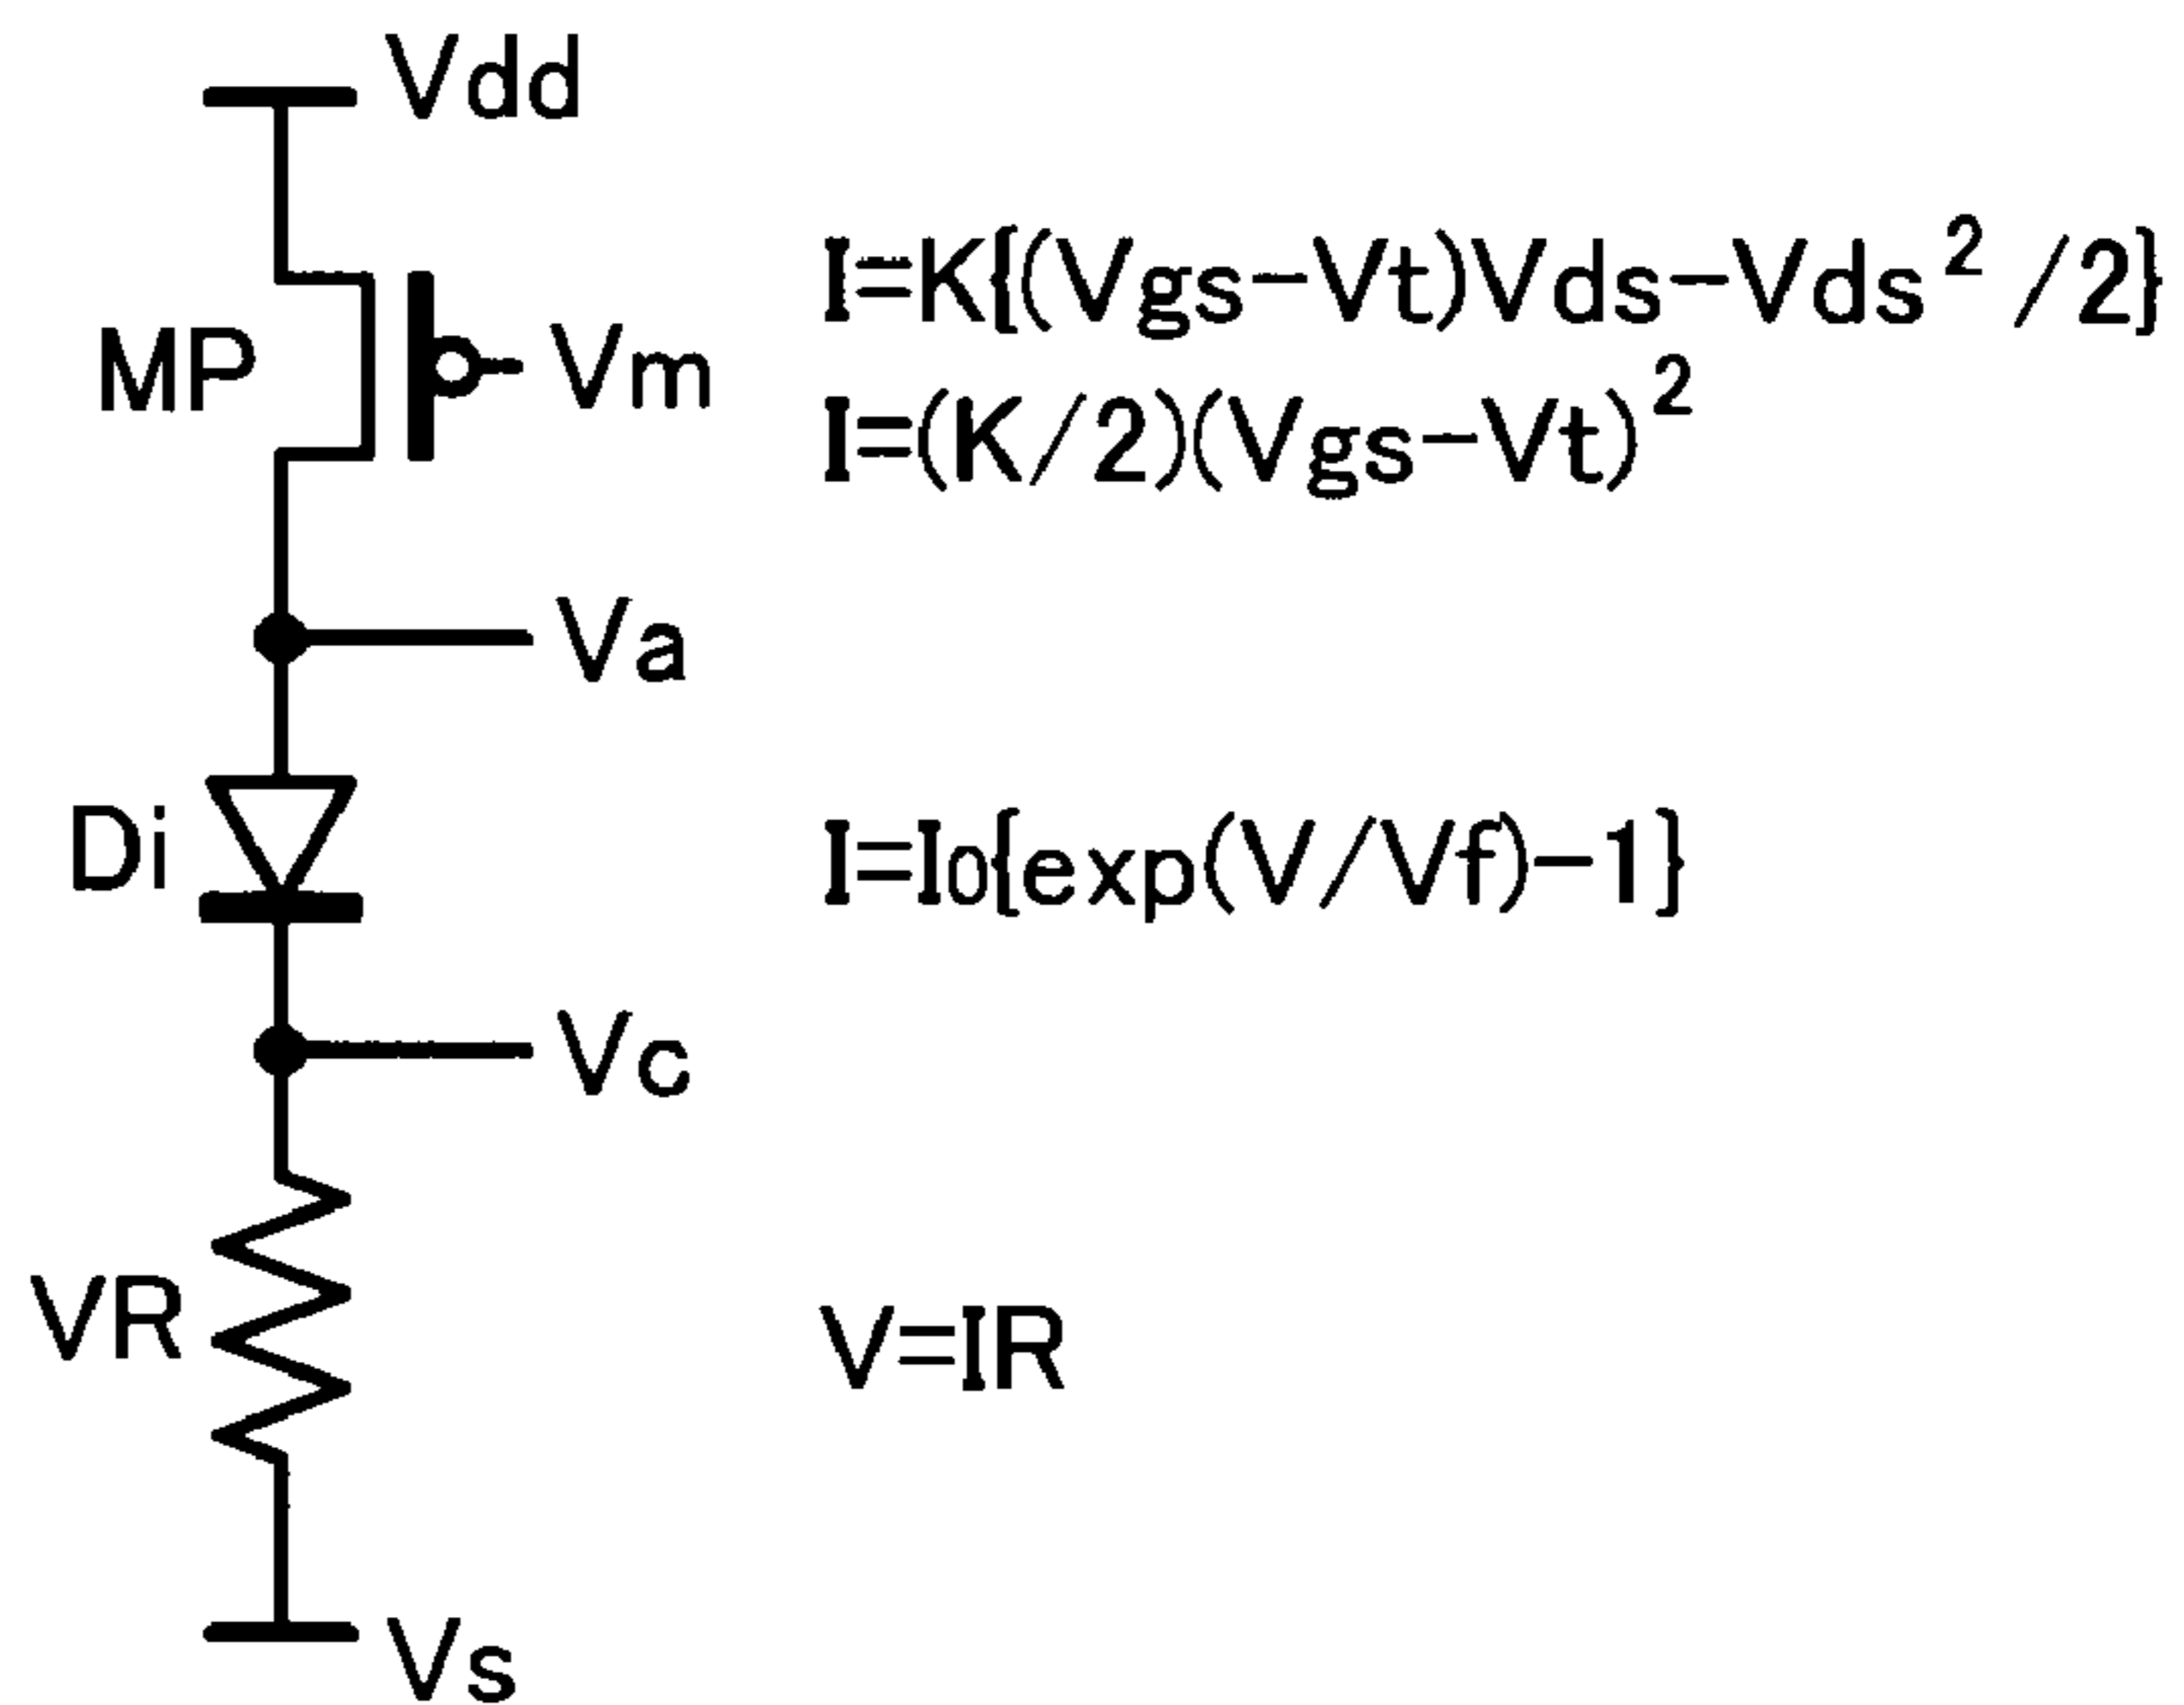 Vdd
I=K{(Vgs-Vt)Vds-Vds²/2}
MP
Vm
I=(K/2)(Vgs-Vt)²
Va
Di
I=I0{exp(V/Vf)-1}
Vc
VR
V=IR
Vs